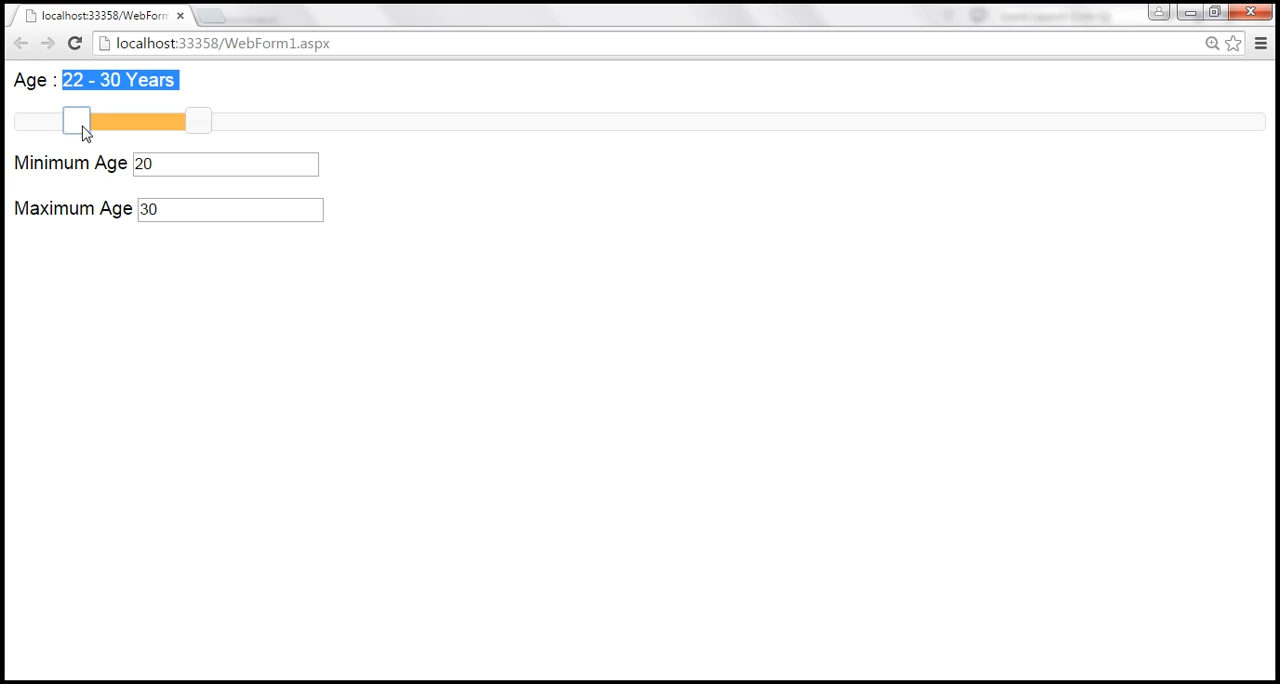 localhost:33358/WebForm
localhost:33358/WebForm1.aspx
Age : 22 - 30 Years
Minimum Age 20
Maximum Age 30